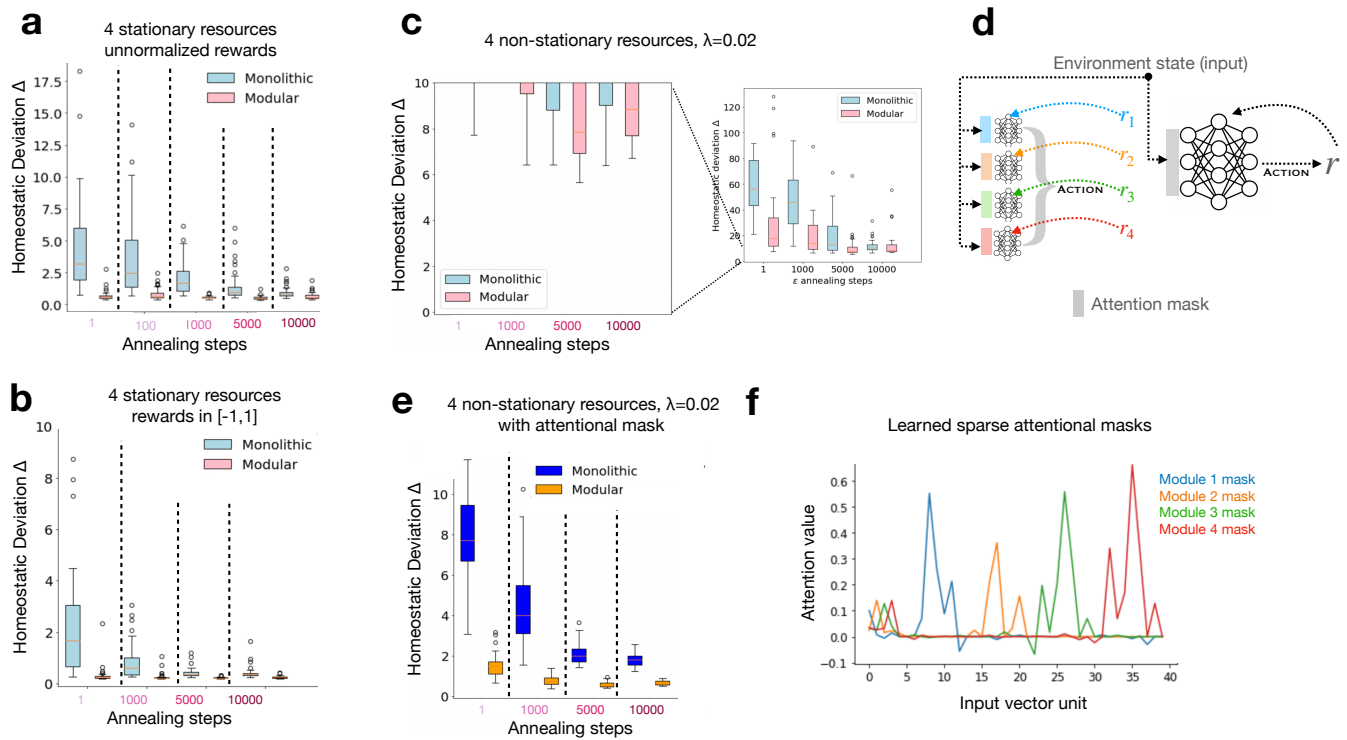 a
4 stationary resources
unnormalized rewards
Homeostatic Deviation Δ
17.5
15.0
12.5
10.0
7.5
5.0
2.5
0.0
Monolithic
Modular
1
100
1000
5000
10000
Annealing steps
b
4 stationary resources
rewards in [-1,1]
Homeostatic Deviation Δ
10
8
6
4
2
0
Monolithic
Modular
1
1000
5000
10000
Annealing steps
c
4 non-stationary resources, λ=0.02
Homeostatic Deviation Δ
10
8
6
4
2
0
Monolithic
Modular
1
1000
5000
10000
Annealing steps
Homeostatic deviation Δ
120
100
80
60
40
20
0
Monolithic
Modular
1
1000
5000
10000
ε annealing steps
d
Environment state (input)
r1
r2
r3
r4
ACTION
ACTION
r
Attention mask
e
4 non-stationary resources, λ=0.02
with attentional mask
Homeostatic Deviation Δ
10
8
6
4
2
0
Monolithic
Modular
1
1000
5000
10000
Annealing steps
f
Learned sparse attentional masks
Attention value
0.6
0.5
0.4
0.3
0.2
0.1
0.0
−0.1
Module 1 mask
Module 2 mask
Module 3 mask
Module 4 mask
0
5
10
15
20
25
30
35
40
Input vector unit